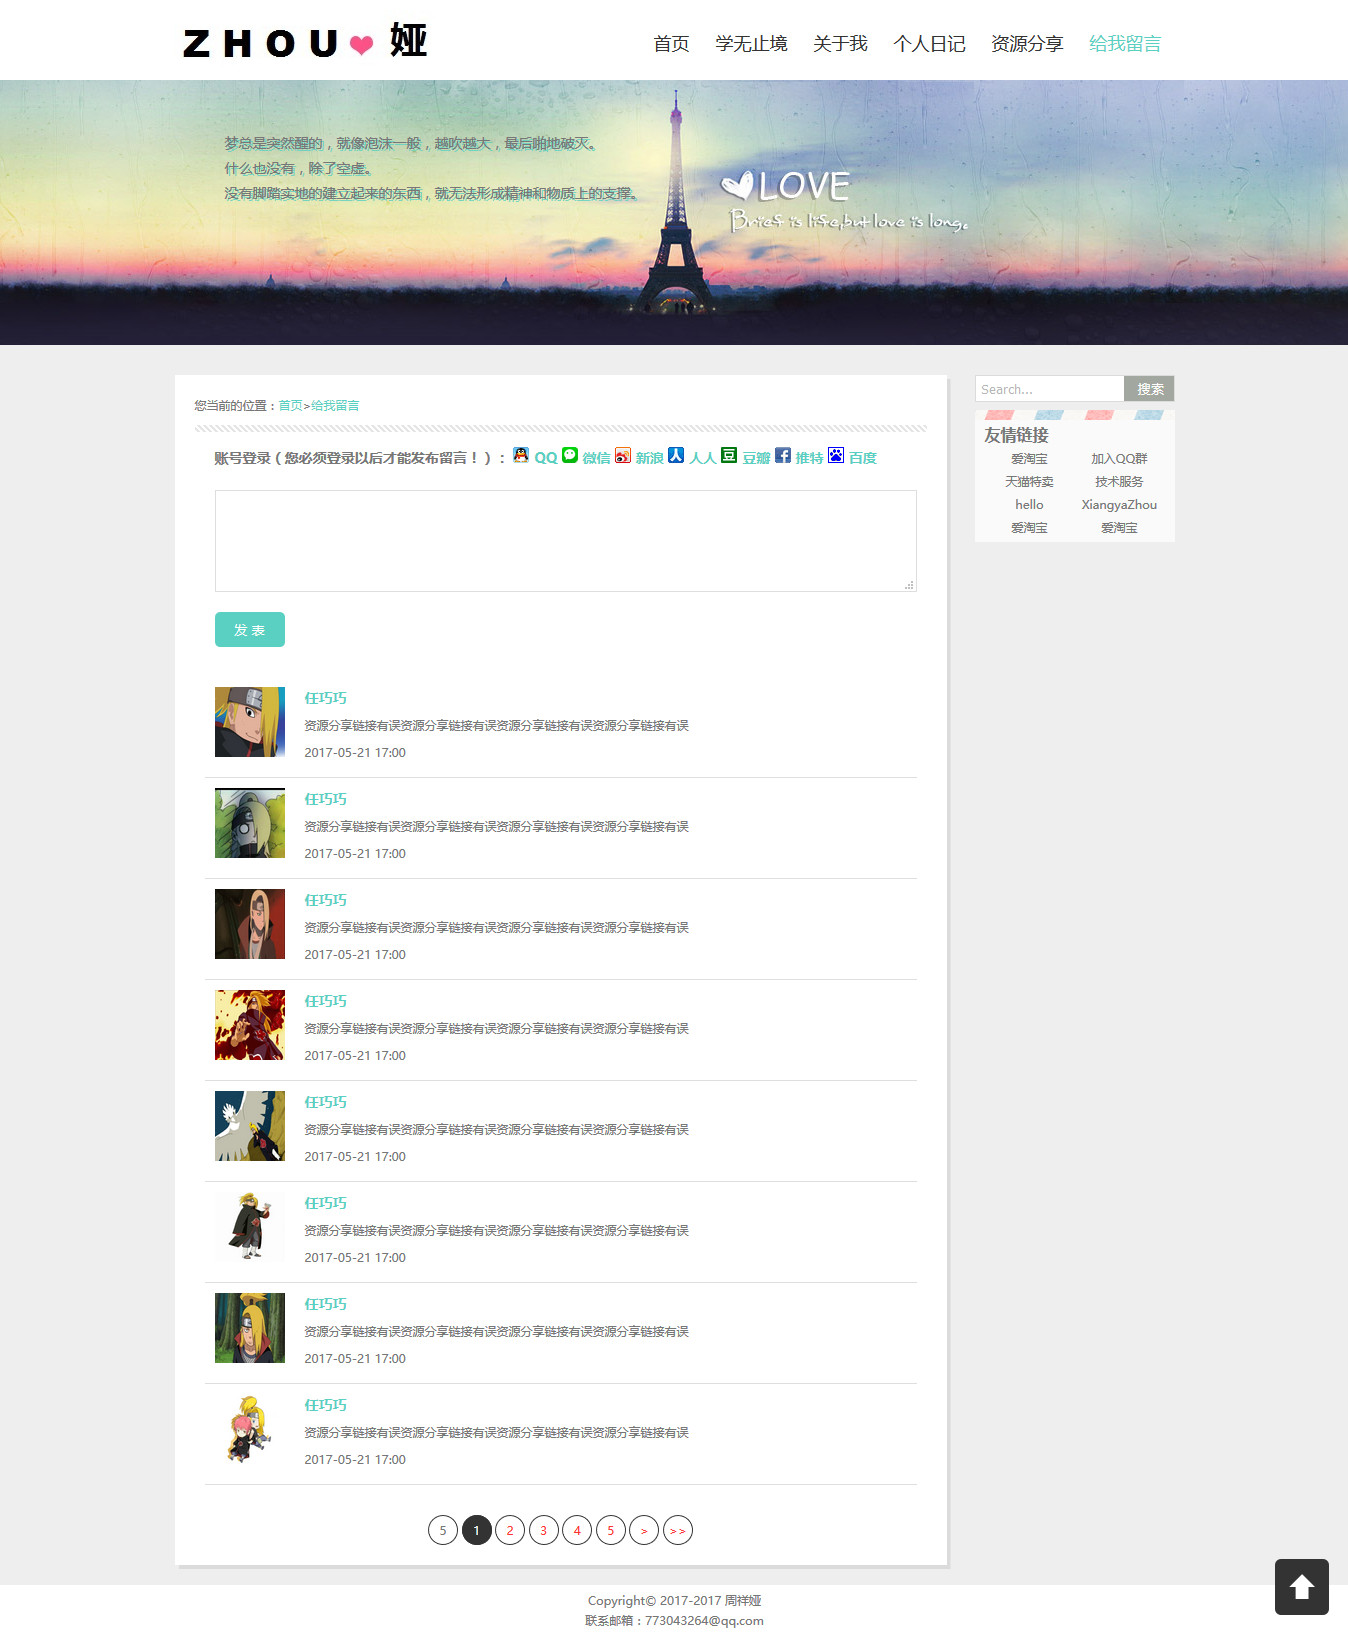 ZHOU❤娅
首页 学无止境 关于我 个人日记 资源分享 给我留言
梦总是突然醒的，就像泡沫一般，越吹越大，最后啪地破灭。
什么也没有，除了空虚。
没有脚踏实地的建立起来的东西，就无法形成精神和物质上的支撑。
LOVE
Brief is life,but love is long。
您当前的位置：首页>给我留言
Search... 搜索
友情链接
爱淘宝 加入QQ群
天猫特卖 技术服务
hello XiangyaZhou
爱淘宝 爱淘宝
账号登录（您必须登录以后才能发布留言！）： QQ 微信 新浪 人人 豆瓣 推特 百度
发 表
任巧巧
资源分享链接有误资源分享链接有误资源分享链接有误资源分享链接有误
2017-05-21 17:00
任巧巧
资源分享链接有误资源分享链接有误资源分享链接有误资源分享链接有误
2017-05-21 17:00
任巧巧
资源分享链接有误资源分享链接有误资源分享链接有误资源分享链接有误
2017-05-21 17:00
任巧巧
资源分享链接有误资源分享链接有误资源分享链接有误资源分享链接有误
2017-05-21 17:00
任巧巧
资源分享链接有误资源分享链接有误资源分享链接有误资源分享链接有误
2017-05-21 17:00
任巧巧
资源分享链接有误资源分享链接有误资源分享链接有误资源分享链接有误
2017-05-21 17:00
任巧巧
资源分享链接有误资源分享链接有误资源分享链接有误资源分享链接有误
2017-05-21 17:00
任巧巧
资源分享链接有误资源分享链接有误资源分享链接有误资源分享链接有误
2017-05-21 17:00
5 1 2 3 4 5 > >>
Copyright© 2017-2017 周祥娅
联系邮箱：773043264@qq.com